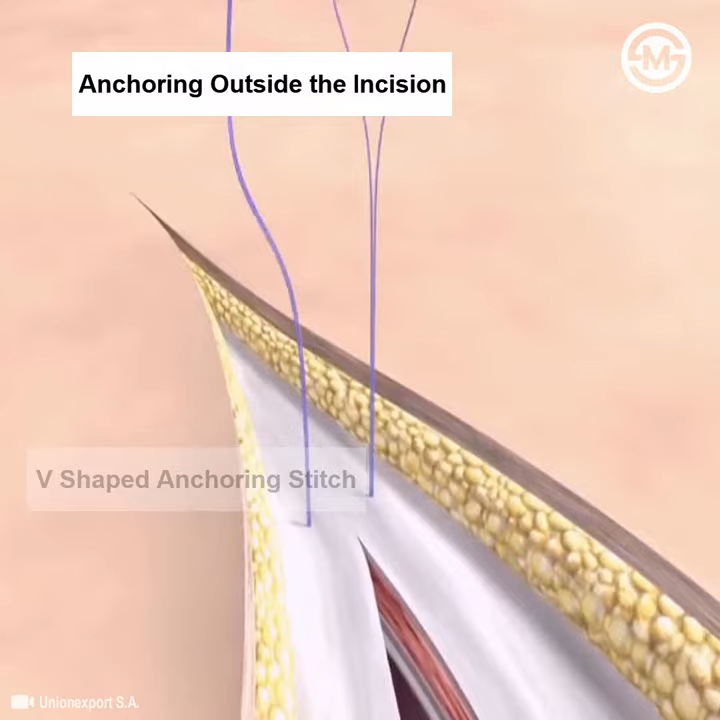 Anchoring Outside the Incision
V Shaped Anchoring Stitch
Unionexport S.A.